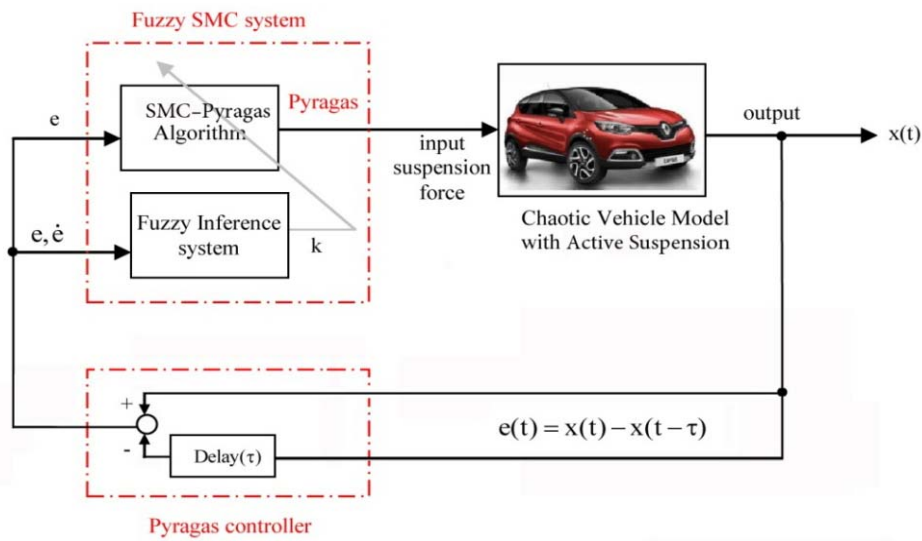 Fuzzy SMC system
e
SMC-Pyragas
Algorithm
Pyragas
output
x(t)
input
suspension
force
Chaotic Vehicle Model
with Active Suspension
e, ė
Fuzzy Inference
system
k
+
-
Delay(τ)
e(t) = x(t) − x(t − τ)
Pyragas controller